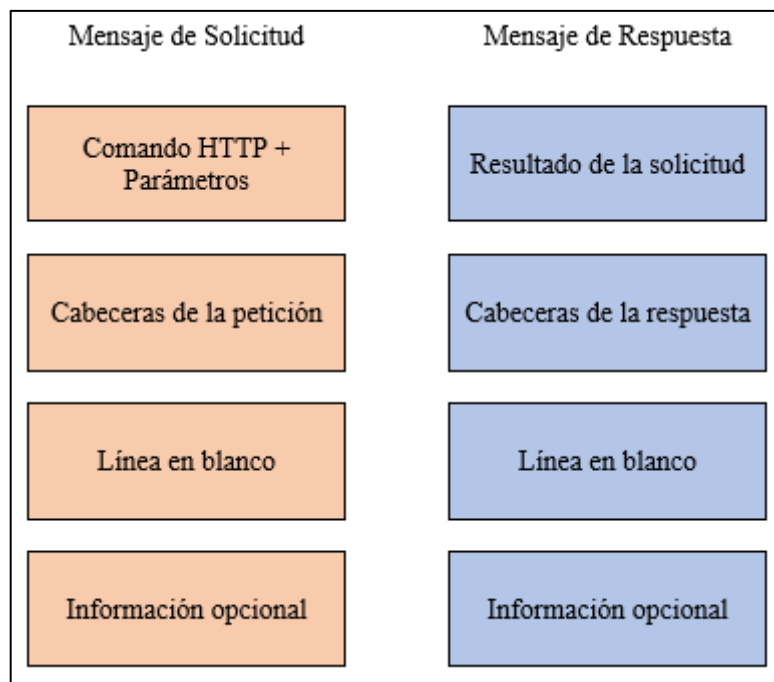 Mensaje de Solicitud
Mensaje de Respuesta
Comando HTTP +
Parámetros
Resultado de la solicitud
Cabeceras de la petición
Cabeceras de la respuesta
Línea en blanco
Línea en blanco
Información opcional
Información opcional